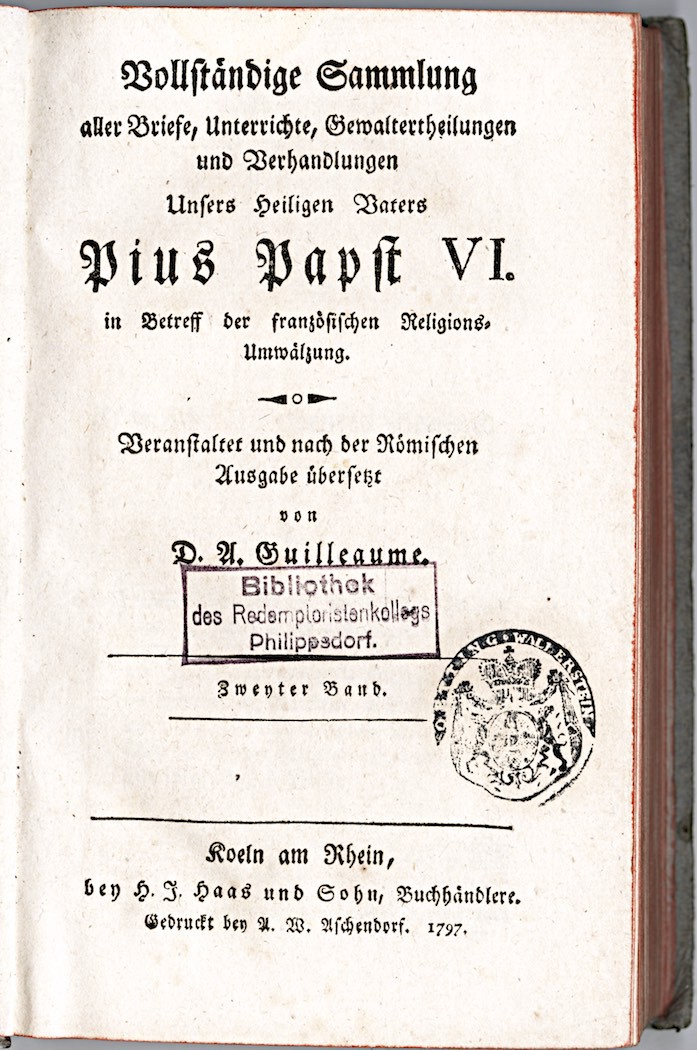 Vollständige Sammlung
aller Briefe, Unterrichte, Gewaltertheilungen
und Verhandlungen
Unsers Heiligen Vaters
Pius Papst VI.
in Betreff der französischen Religions-
Umwälzung.
Veranstaltet und nach der Römischen
Ausgabe übersetzt
von
D. A. Guilleaume.
Bibliothek
des Redemptoristenkollegs
Philippsdorf.
Zweyter Band.
OETTING WALLERSTEIN
Koeln am Rhein,
bey H. J. Haas und Sohn, Buchhändlere.
Gedruckt bey A. W. Aschendorf. 1797.